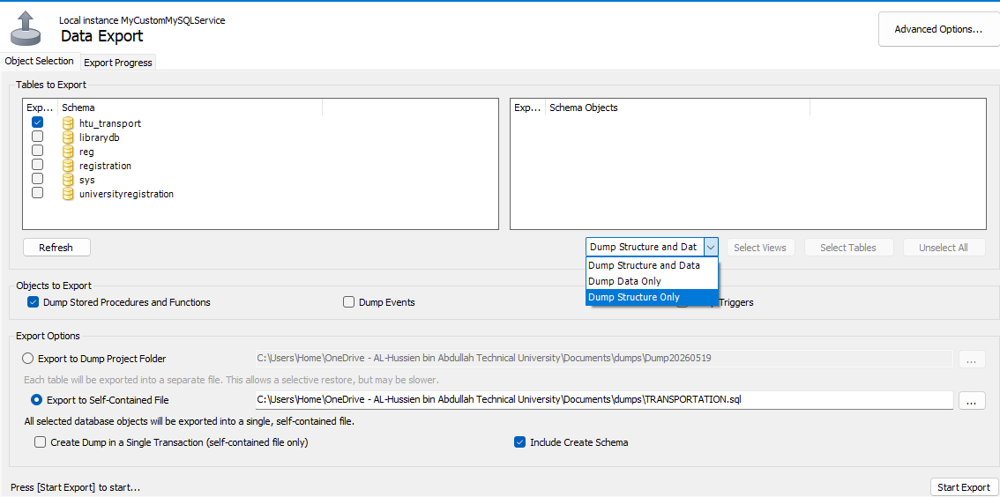 Local instance MyCustomMySQLService
Data Export
Advanced Options...
Object Selection
Export Progress
Tables to Export
Exp... Schema
htu_transport
librarydb
reg
registration
sys
universityregistration
Exp... Schema Objects
Refresh
Dump Structure and Dat
Select Views
Select Tables
Unselect All
Dump Structure and Data
Dump Data Only
Dump Structure Only
Objects to Export
Dump Stored Procedures and Functions
Dump Events
Triggers
Export Options
Export to Dump Project Folder
C:\Users\Home\OneDrive - AL-Hussien bin Abdullah Technical University\Documents\dumps\Dump20260519
...
Each table will be exported into a separate file. This allows a selective restore, but may be slower.
Export to Self-Contained File
C:\Users\Home\OneDrive - AL-Hussien bin Abdullah Technical University\Documents\dumps\TRANSPORTATION.sql
...
All selected database objects will be exported into a single, self-contained file.
Create Dump in a Single Transaction (self-contained file only)
Include Create Schema
Press [Start Export] to start...
Start Export